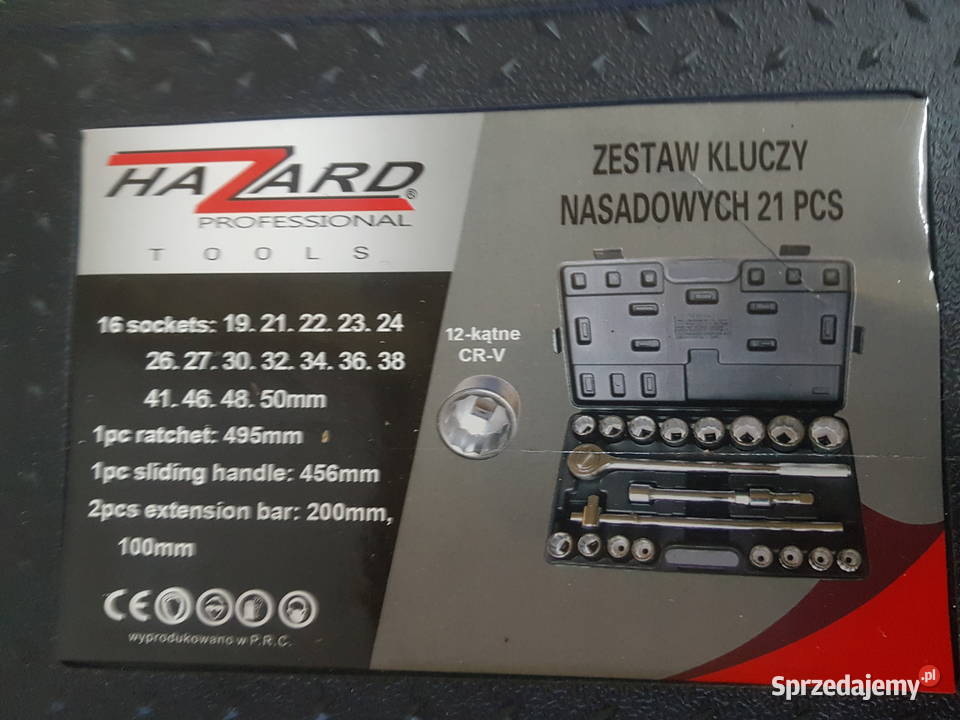 HAZARD®
PROFESSIONAL
TOOLS
16 sockets: 19. 21. 22. 23. 24
26. 27. 30. 32. 34. 36. 38
41. 46. 48. 50mm
1pc ratchet: 495mm
1pc sliding handle: 456mm
2pcs extension bar: 200mm,
100mm
CE
wyprodukowano w P.R.C.
12-kątne
CR-V
ZESTAW KLUCZY
NASADOWYCH 21 PCS
Sprzedajemy.pl